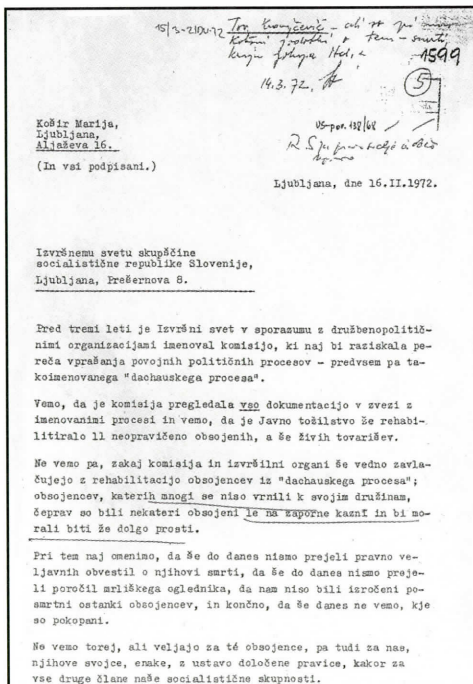 15/3-
Tov.
14.3.72.
1599
5
US-pov. 138/68
Košir Marija,
Ljubljana,
Aljaževa 16.
(In vsi podpisani.)
Ljubljana, dne 16.II.1972.
Izvršnemu svetu skupščine
socialistične republike Slovenije,
Ljubljana, Prešernova 8.
Pred tremi leti je Izvršni svet v sporazumu z družbenopolitič-
nimi organizacijami imenoval komisijo, ki naj bi raziskala pe-
reča vprašanja povojnih političnih procesov - predvsem pa ta-
koimenovanega "dachauskega procesa".
Vemo, da je komisija pregledala vso dokumentacijo v zvezi z
imenovanimi procesi in vemo, da je Javno tožilstvo že rehabi-
litiralo 11 neopravičeno obsojenih, a še živih tovarišev.
Ne vemo pa, zakaj komisija in izvršilni organi še vedno zavla-
čujejo z rehabilitacijo obsojencev iz "dachauskega procesa";
obsojencev, katerih mnogi se niso vrnili k svojim družinam,
čeprav so bili nekateri obsojeni le na zaporne kazni in bi mo-
rali biti že dolgo prosti.
Pri tem naj omenimo, da še do danes nismo prejeli pravno ve-
ljavnih obvestil o njihovi smrti, da še do danes nismo preje-
li poročil mrliškega oglednika, da nam niso bili izročeni po-
smrtni ostanki obsojencev, in končno, da še danes ne vemo, kje
so pokopani.
Ne vemo torej, ali veljajo za té obsojence, pa tudi za nas,
njihove svojce, enake, z ustavo določene pravice, kakor za
vse druge člane naše socialistične skupnosti.